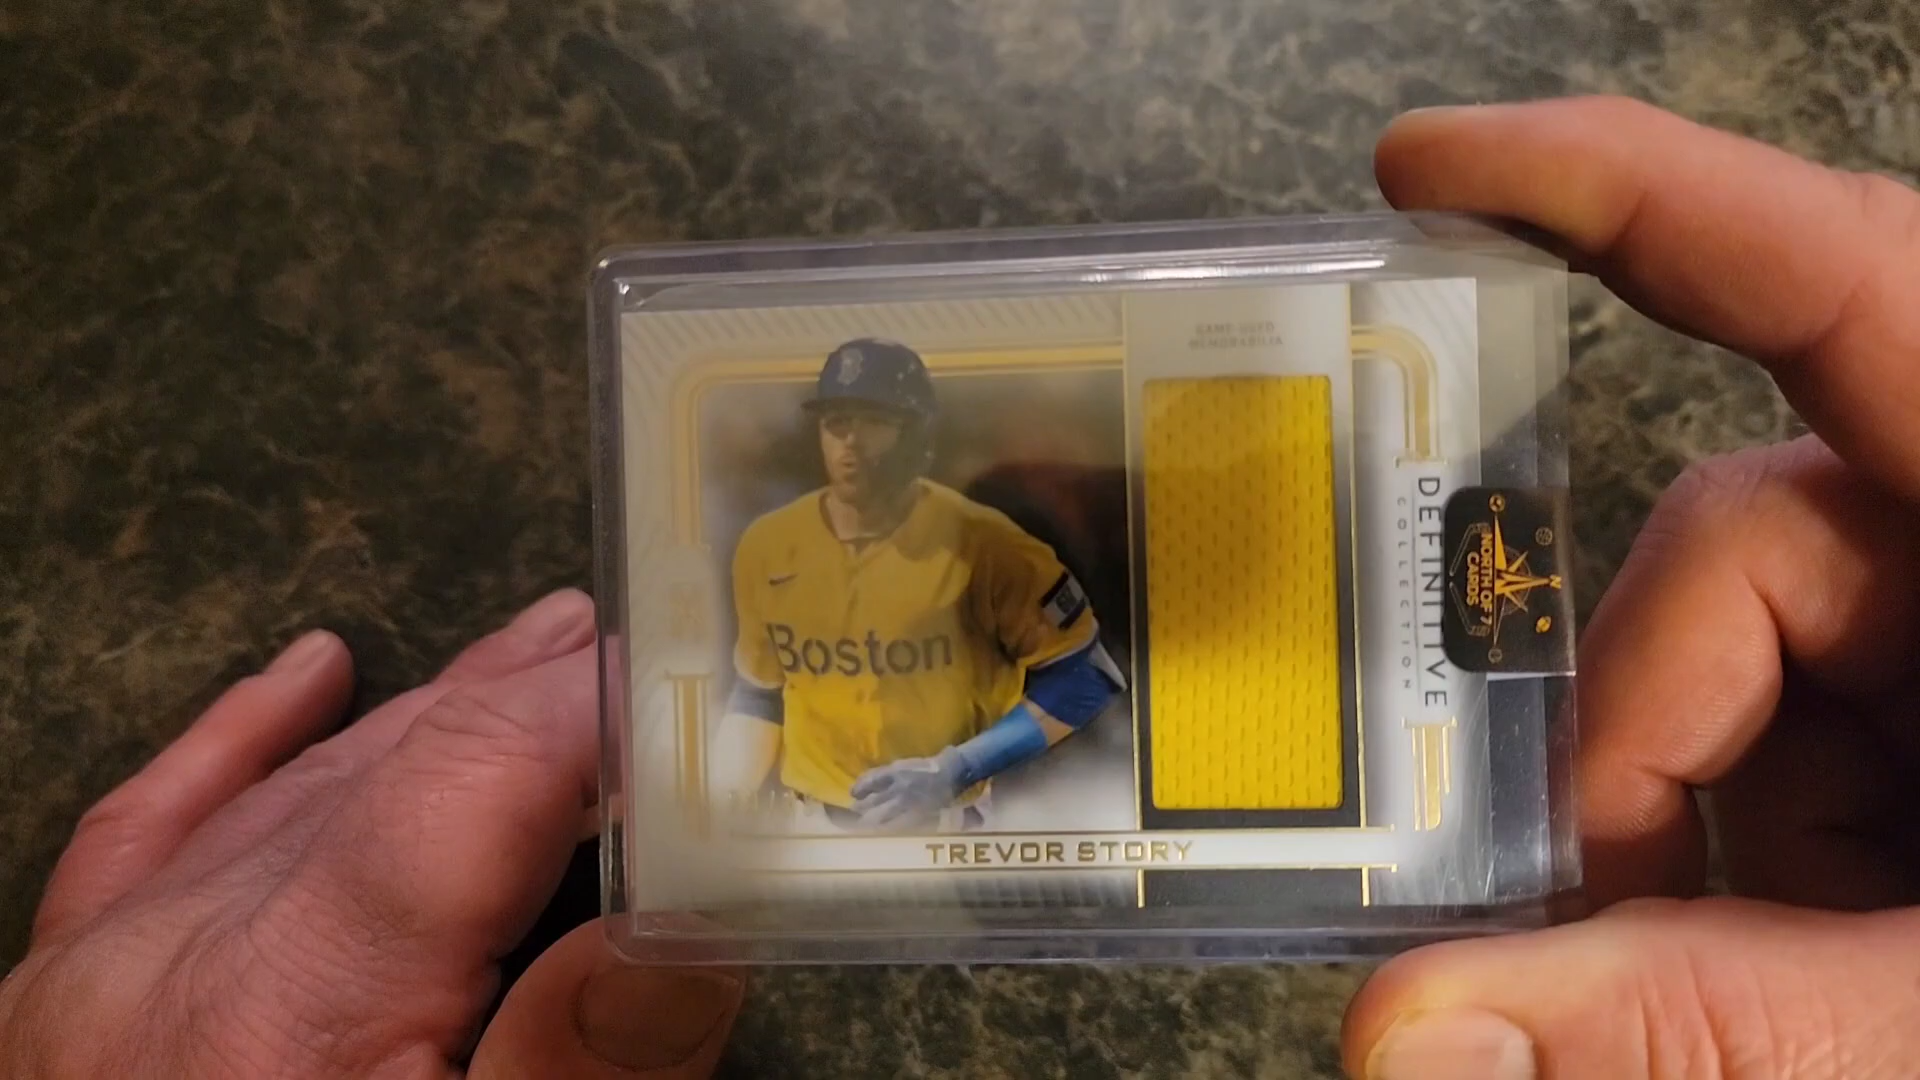 GAME-USED
MEMORABILIA
Boston
DEFINITIVE
COLLECTION
NORTH OF 7
CARDS
N
TREVOR STORY